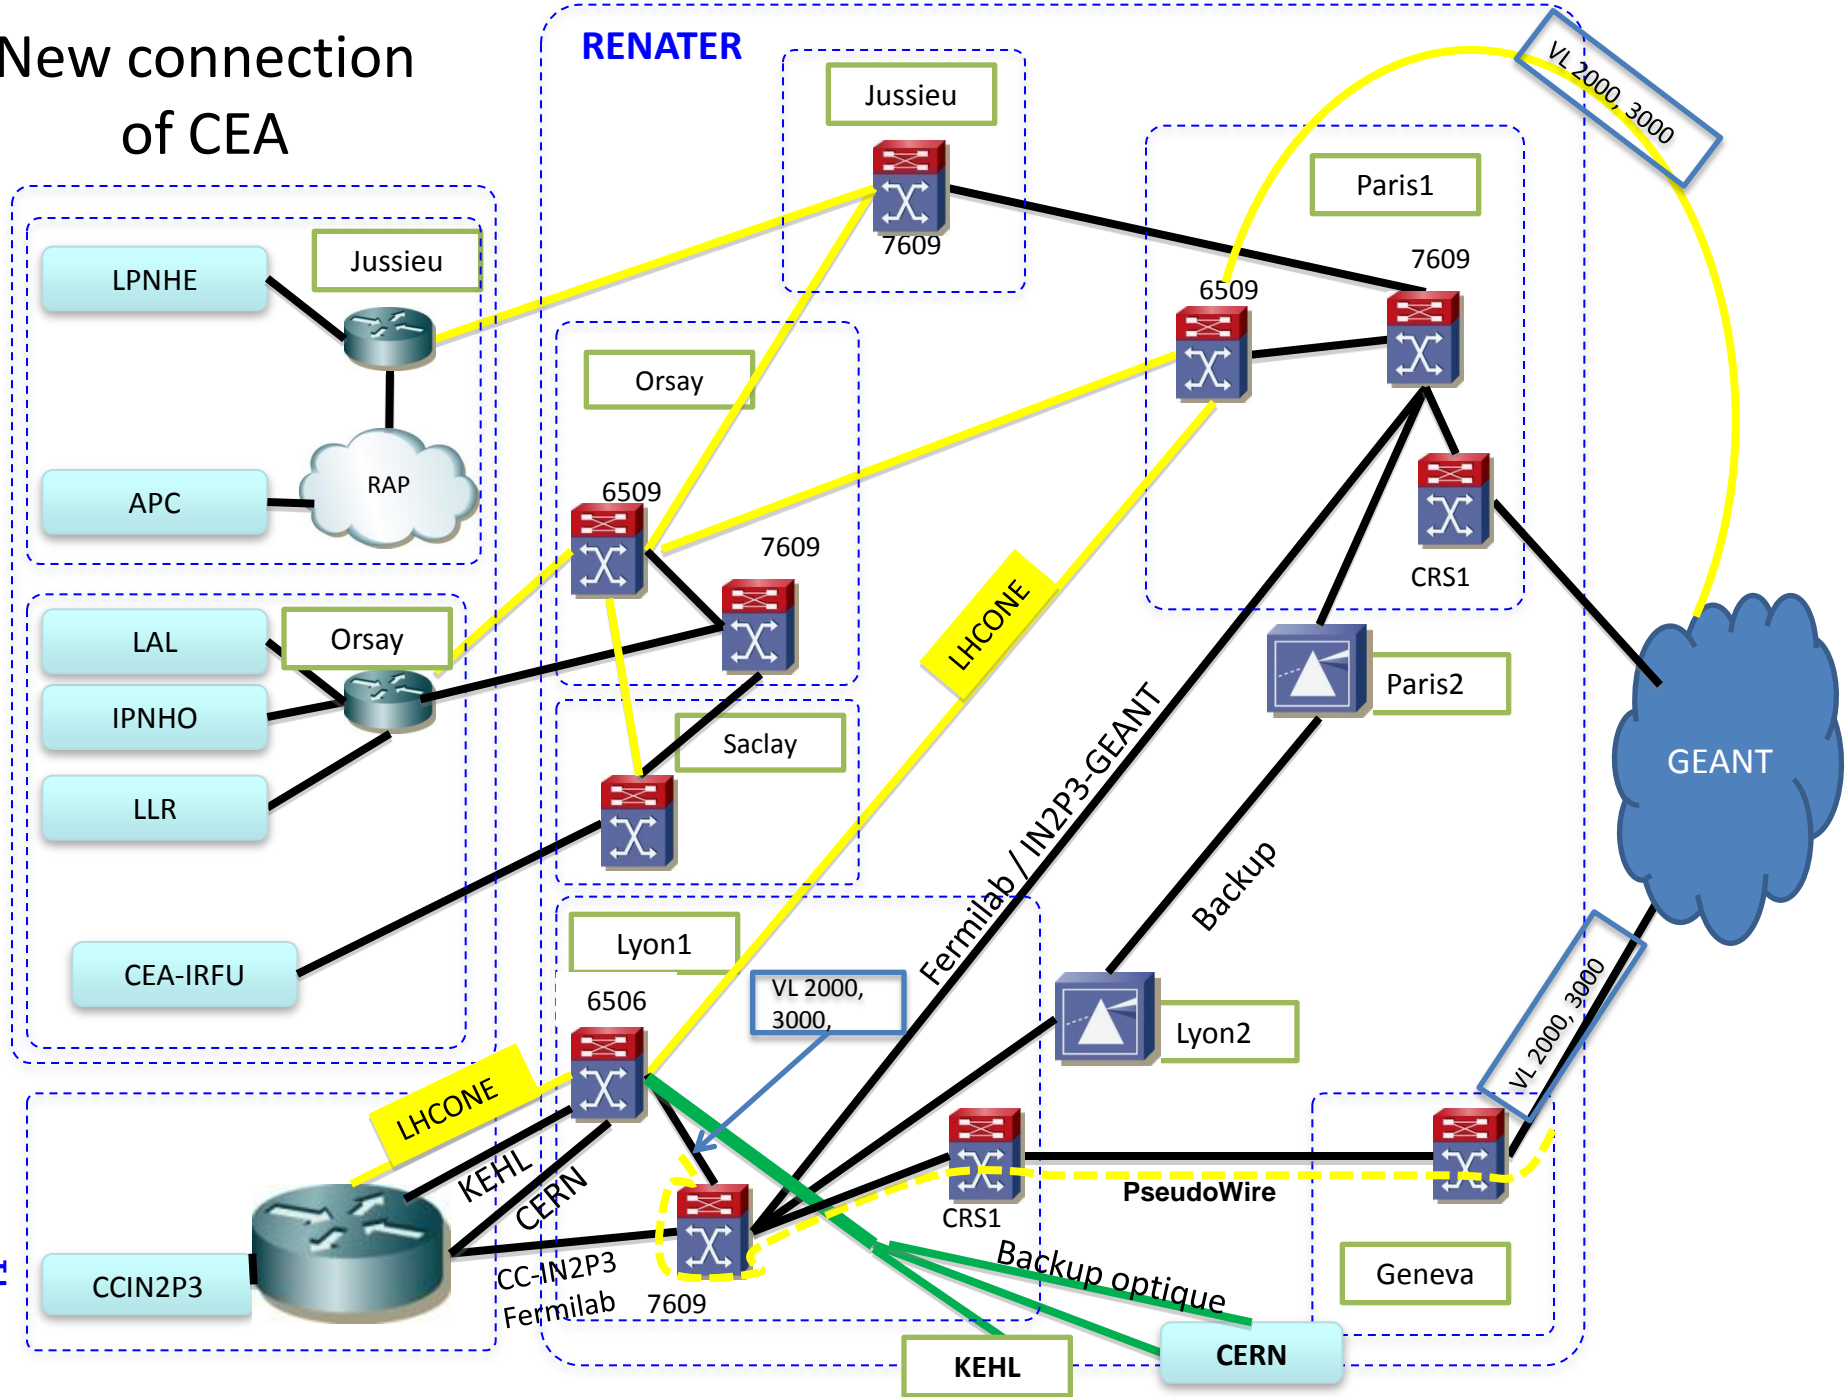 New connection
of CEA
RENATER
Jussieu
7609
Paris1
7609
6509
CRS1
VL 2000, 3000
LPNHE
Jussieu
APC
RAP
Orsay
6509
7609
LAL
Orsay
IPNHO
LLR
Saclay
CEA-IRFU
LHCONE
Paris2
GEANT
Fermilab / IN2P3-GEANT
Backup
Lyon1
6506
VL 2000,
3000,
Lyon2
VL 2000, 3000
LHCONE
KEHL
CERN
CC-IN2P3
Fermilab
7609
CRS1
PseudoWire
Geneva
CCIN2P3
Backup optique
KEHL
CERN